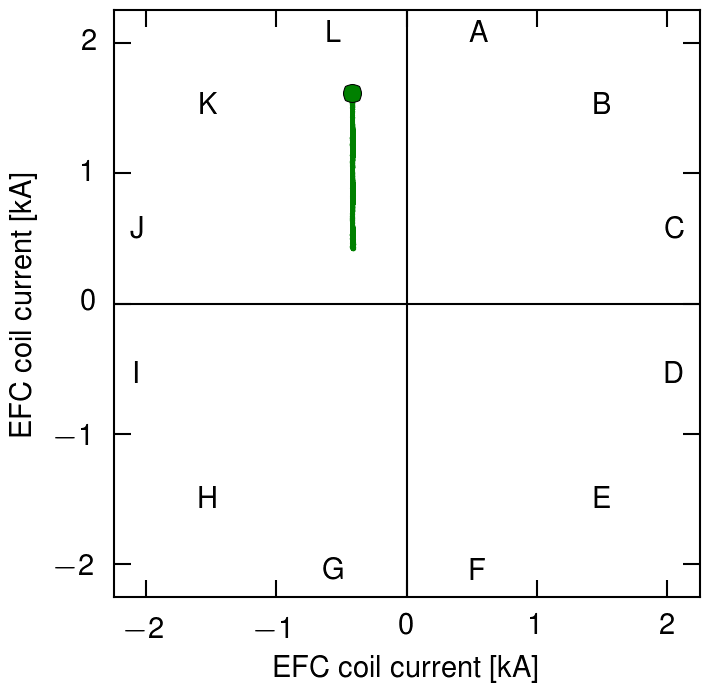 2
L
A
K
B
1
J
C
EFC coil current [kA]
0
I
D
−1
H
E
−2
G
F
−2
−1
0
1
2
EFC coil current [kA]